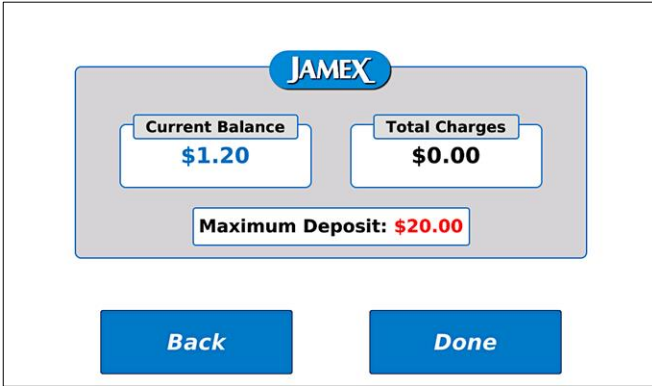 JAMEX
Current Balance
$1.20
Total Charges
$0.00
Maximum Deposit: $20.00
Back
Done